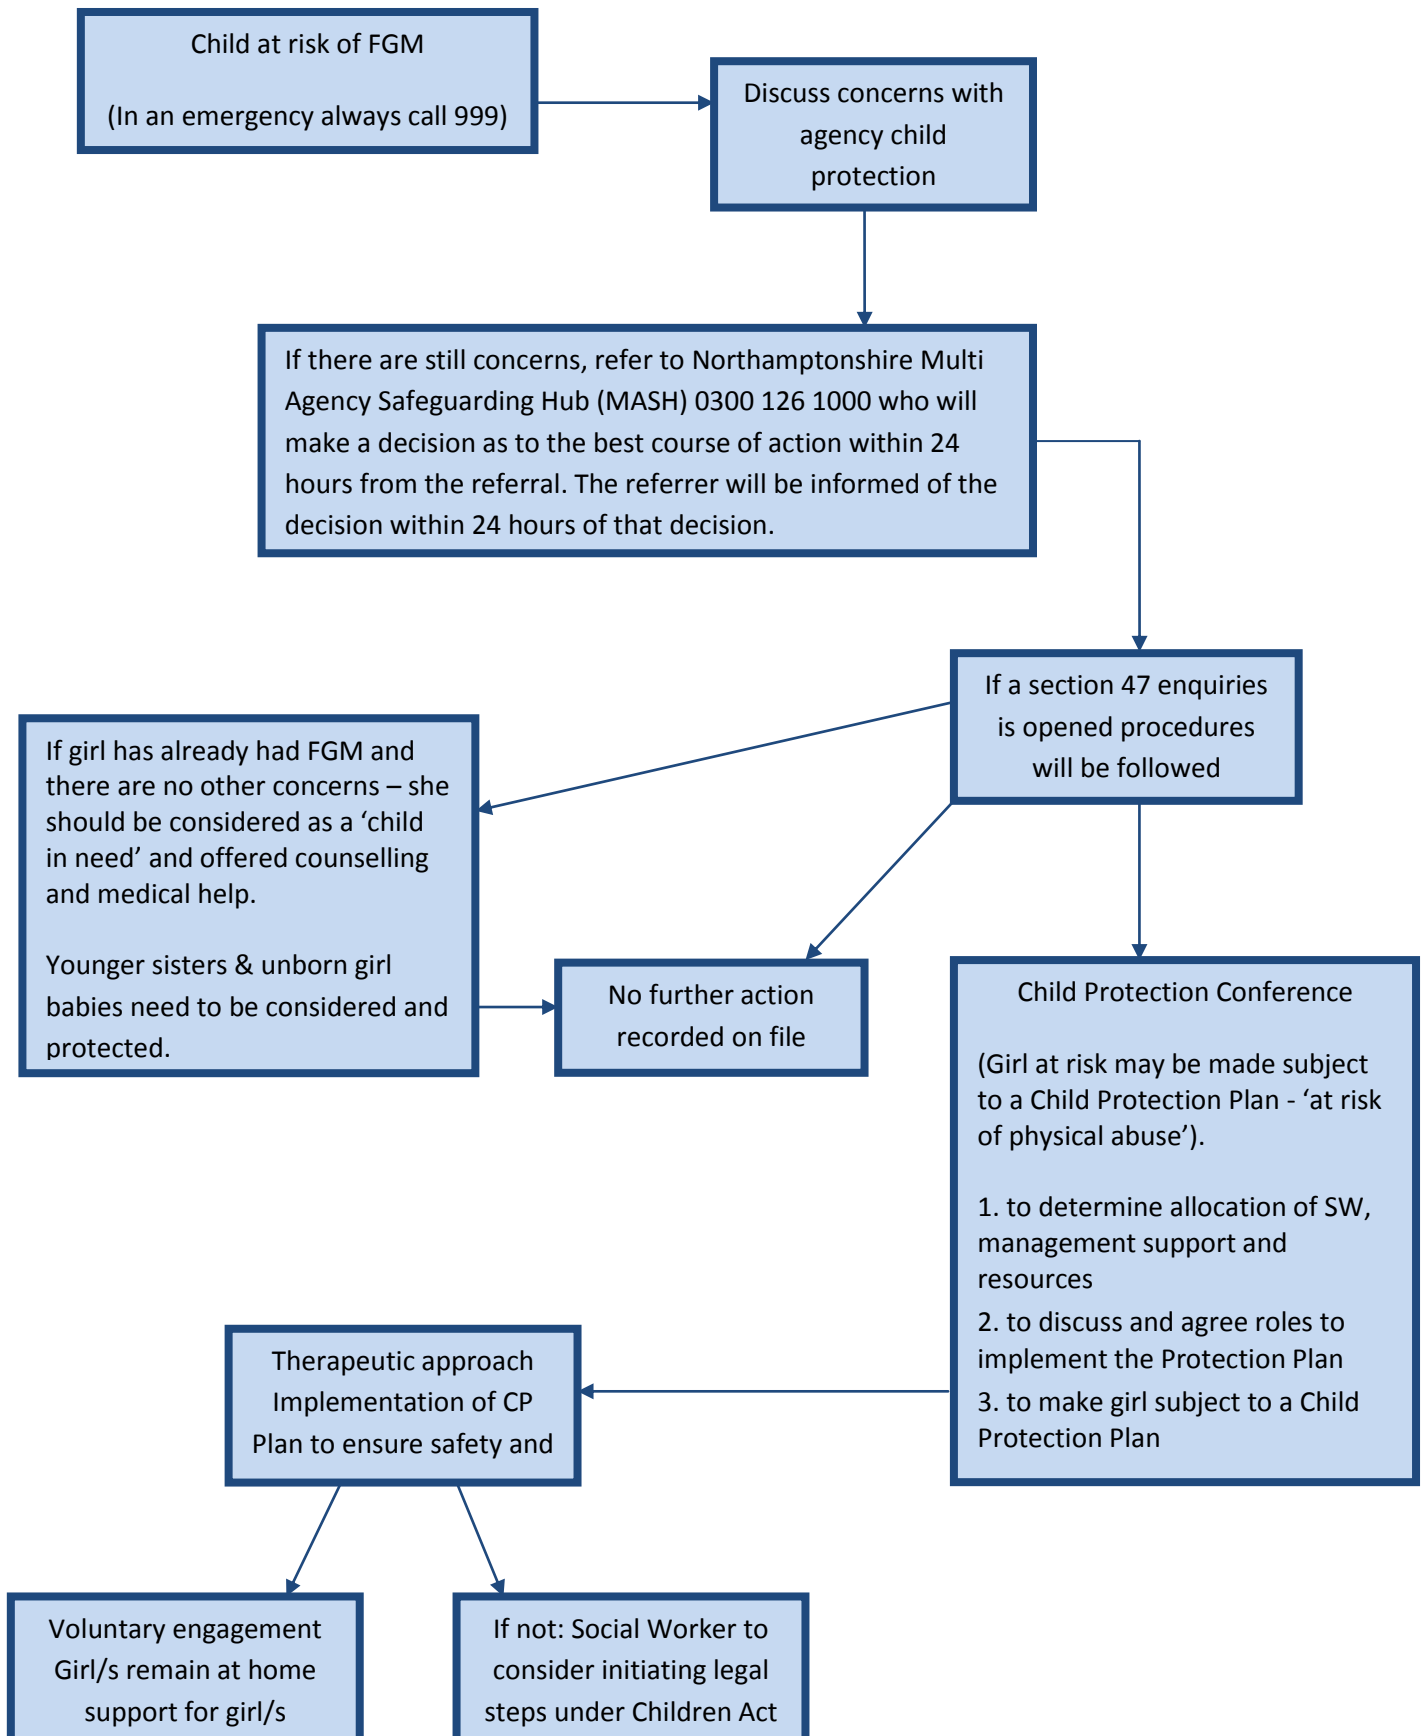 Child at risk of FGM
(In an emergency always call 999)
Discuss concerns with
agency child
protection
If there are still concerns, refer to Northamptonshire Multi
Agency Safeguarding Hub (MASH) 0300 126 1000 who will
make a decision as to the best course of action within 24
hours from the referral. The referrer will be informed of the
decision within 24 hours of that decision.
If a section 47 enquiries
is opened procedures
will be followed
If girl has already had FGM and
there are no other concerns – she
should be considered as a ‘child
in need’ and offered counselling
and medical help.
Younger sisters & unborn girl
babies need to be considered and
protected.
No further action
recorded on file
Child Protection Conference
(Girl at risk may be made subject
to a Child Protection Plan - ‘at risk
of physical abuse’).
1. to determine allocation of SW,
management support and
resources
2. to discuss and agree roles to
implement the Protection Plan
3. to make girl subject to a Child
Protection Plan
Therapeutic approach
Implementation of CP
Plan to ensure safety and
Voluntary engagement
Girl/s remain at home
support for girl/s
If not: Social Worker to
consider initiating legal
steps under Children Act